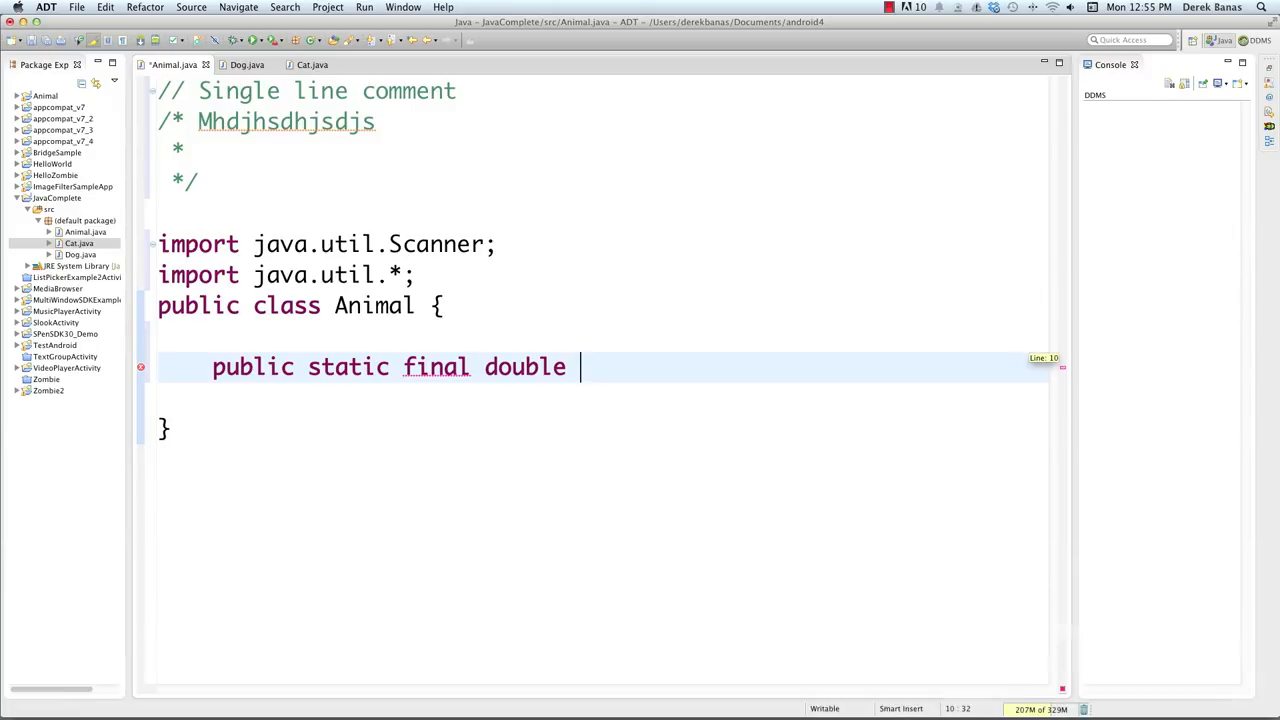 ADT File Edit Refactor Source Navigate Search Project Run Window Help 10 Mon 12:55 PM Derek Banas
Java - JavaComplete/src/Animal.java - ADT - /Users/derekbanas/Documents/android4
Quick Access Java DDMS
Package Exp *Animal.java Dog.java Cat.java Console
DDMS
Animal
appcompat_v7
appcompat_v7_2
appcompat_v7_3
appcompat_v7_4
BridgeSample
HelloWorld
HelloZombie
ImageFilterSampleApp
JavaComplete
src
(default package)
Animal.java
Cat.java
Dog.java
JRE System Library [Ja
ListPickerExample2Activi
MediaBrowser
MultiWindowSDKExample
MusicPlayerActivity
SlookActivity
SPenSDK30_Demo
TestAndroid
TextGroupActivity
VideoPlayerActivity
Zombie
Zombie2
// Single line comment
/* Mhdjhsdhjsdjs
*
*/
import java.util.Scanner;
import java.util.*;
public class Animal {
public static final double
}
Line: 10
Writable Smart Insert 10 : 32 207M of 329M